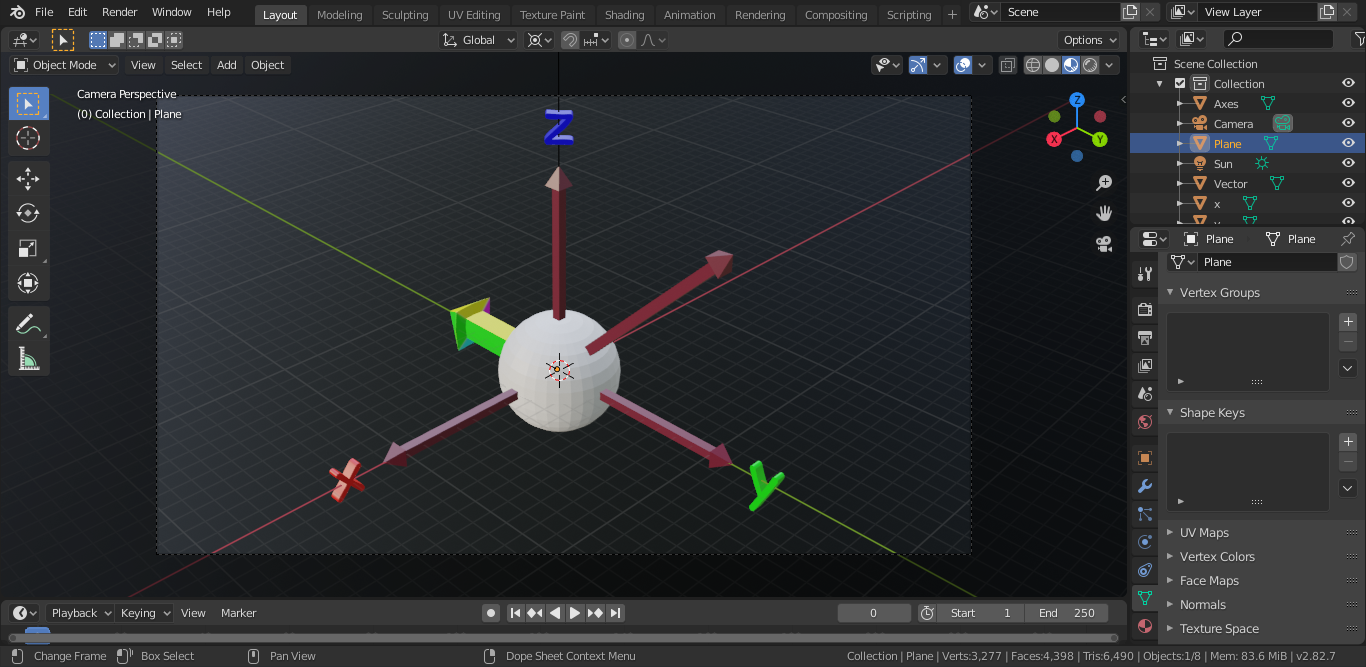 File Edit Render Window Help Layout Modeling Sculpting UV Editing Texture Paint Shading Animation Rendering Compositing Scripting + Scene View Layer
Global Options
Object Mode View Select Add Object
Camera Perspective
(0) Collection | Plane
Z
X
Y
Z
X
Y
Scene Collection
Collection
Axes
Camera
Plane
Sun
Vector
x
Plane Plane
Plane
Vertex Groups
Shape Keys
UV Maps
Vertex Colors
Face Maps
Normals
Texture Space
Playback Keying View Marker 0 Start 1 End 250
Change Frame Box Select Pan View Dope Sheet Context Menu Collection | Plane | Verts:3,277 | Faces:4,398 | Tris:6,490 | Objects:1/8 | Mem: 83.6 MiB | v2.82.7